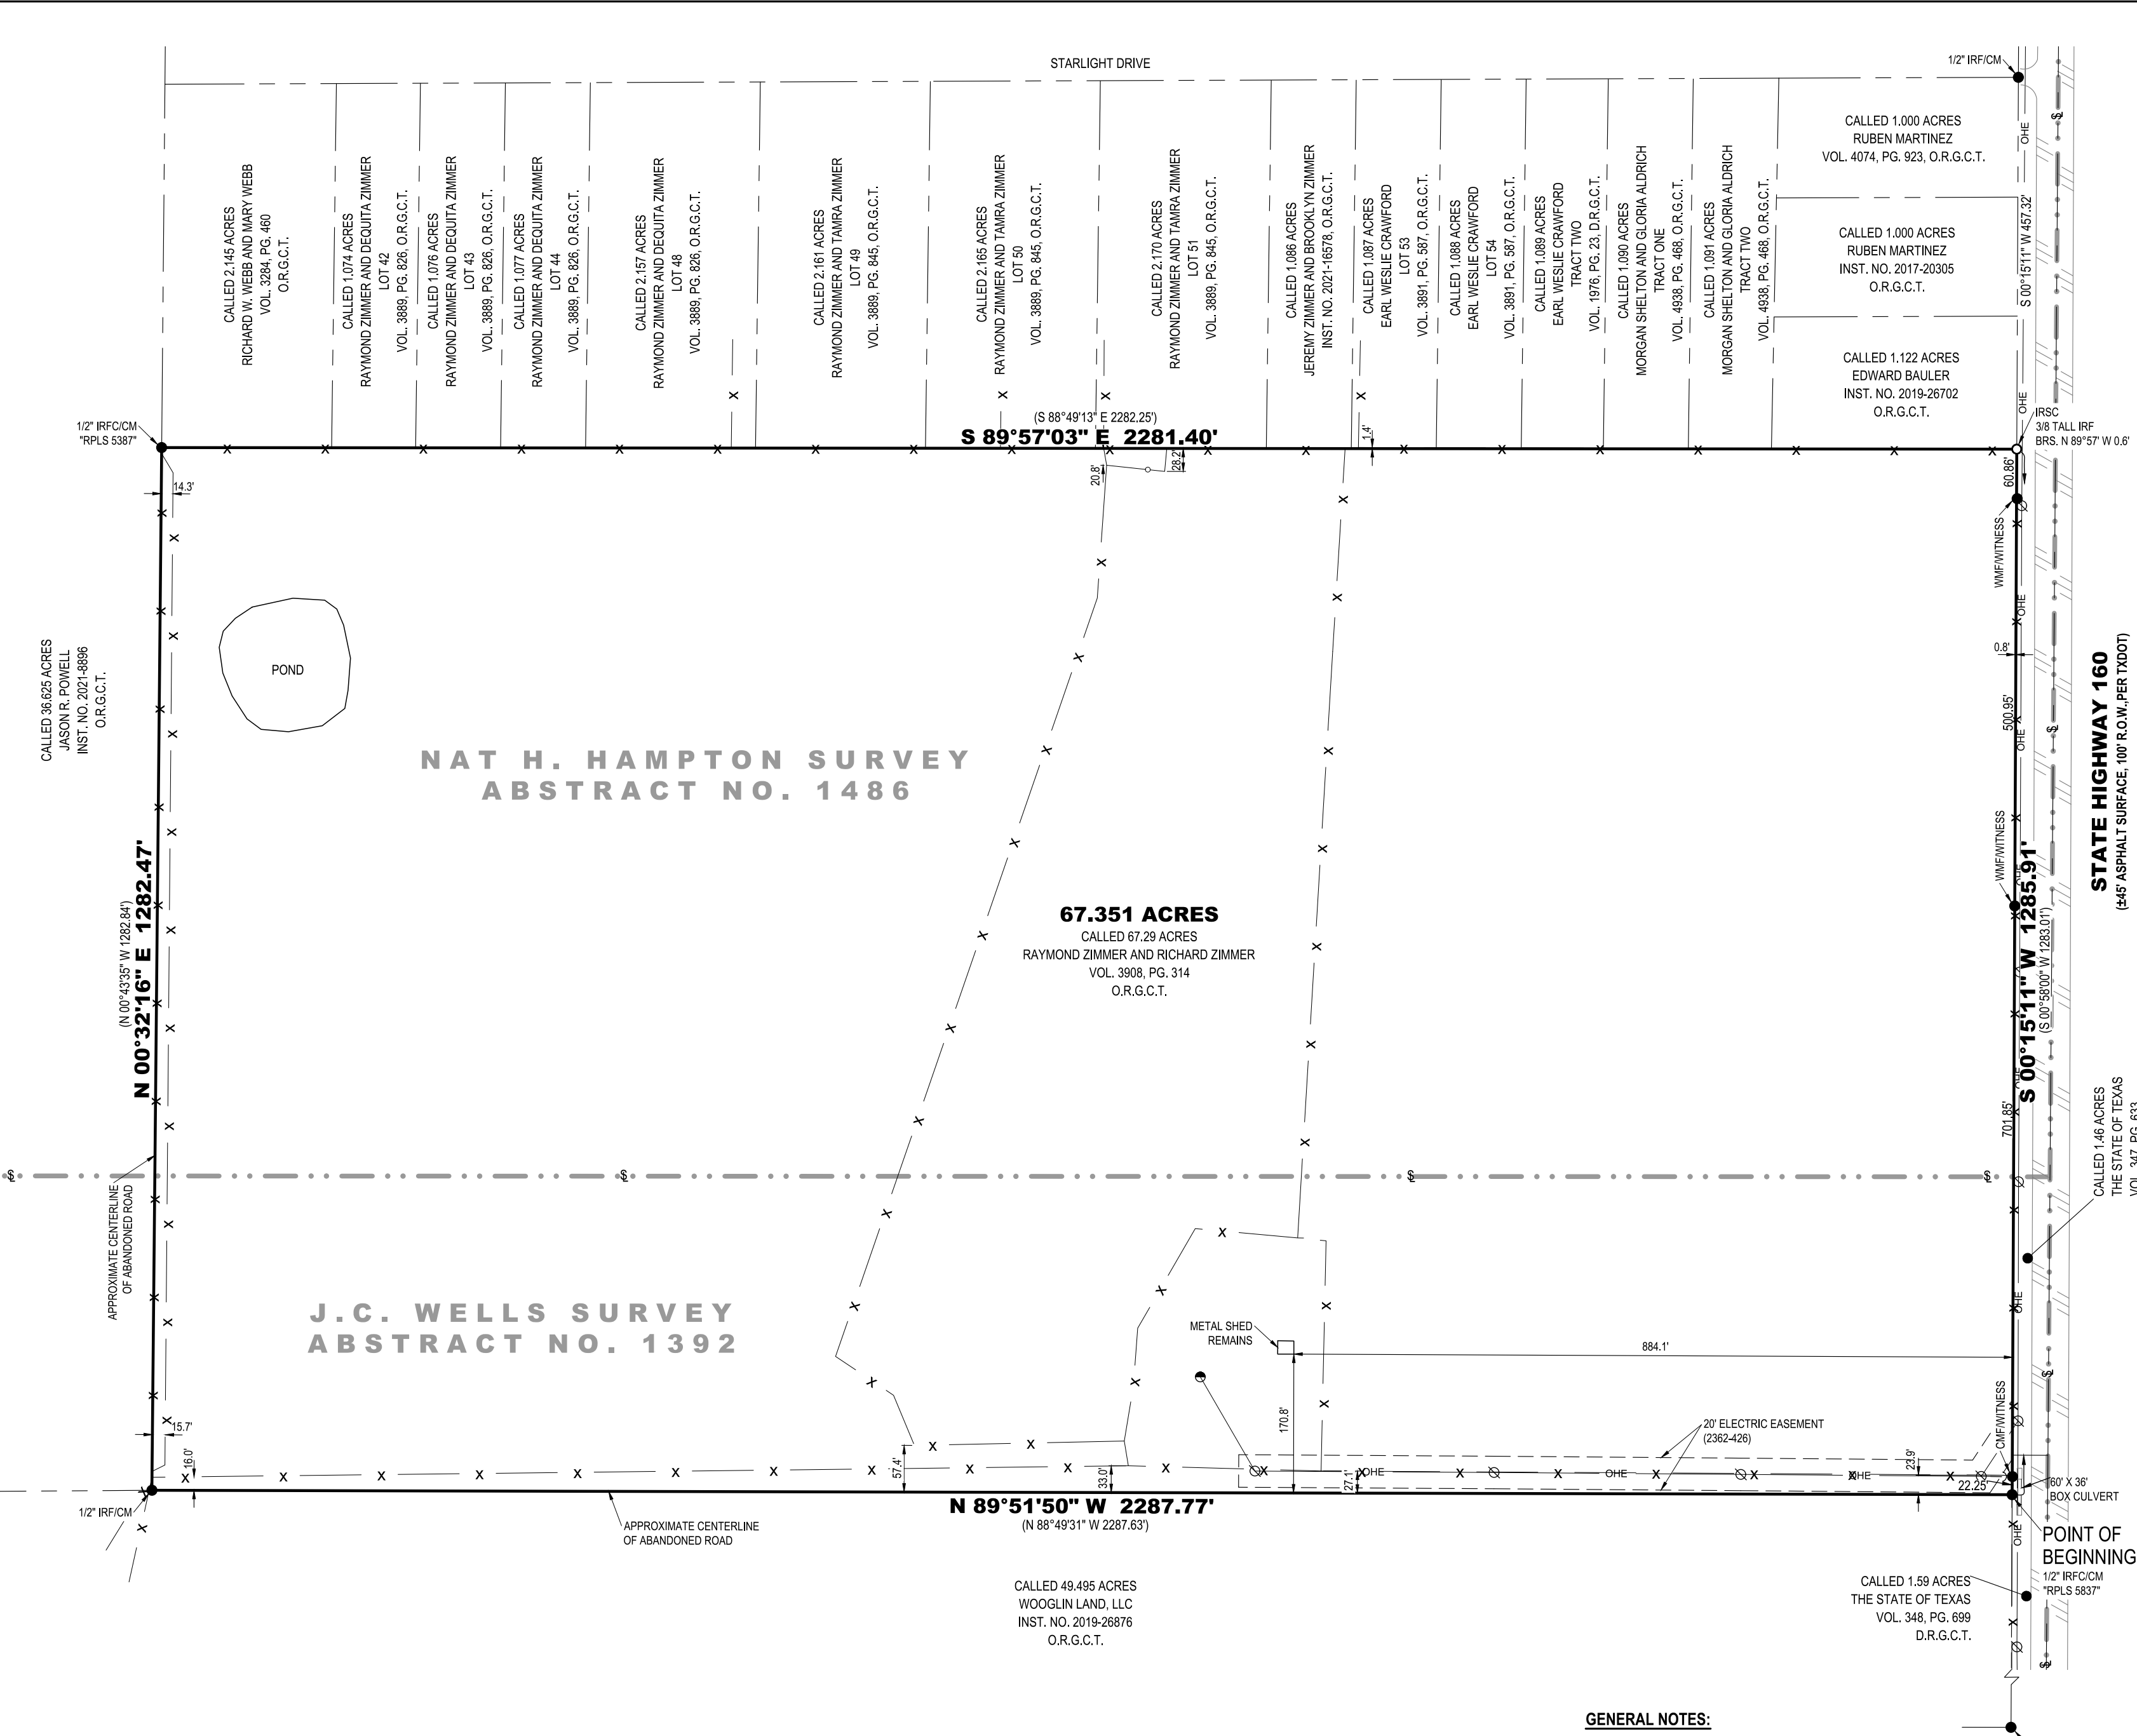 STARLIGHT DRIVE
1/2" IRF/CM
CALLED 2.145 ACRES
RICHARD W. WEBB AND MARY WEBB
VOL. 3284, PG. 460
O.R.G.C.T.
CALLED 1.074 ACRES
RAYMOND ZIMMER AND DEQUITA ZIMMER
LOT 42
VOL. 3889, PG. 826, O.R.G.C.T.
CALLED 1.076 ACRES
RAYMOND ZIMMER AND DEQUITA ZIMMER
LOT 43
VOL. 3889, PG. 826, O.R.G.C.T.
CALLED 1.077 ACRES
RAYMOND ZIMMER AND DEQUITA ZIMMER
LOT 44
VOL. 3889, PG. 826, O.R.G.C.T.
CALLED 2.157 ACRES
RAYMOND ZIMMER AND DEQUITA ZIMMER
LOT 48
VOL. 3889, PG. 826, O.R.G.C.T.
CALLED 2.161 ACRES
RAYMOND ZIMMER AND TAMRA ZIMMER
LOT 49
VOL. 3889, PG. 845, O.R.G.C.T.
CALLED 2.165 ACRES
RAYMOND ZIMMER AND TAMRA ZIMMER
LOT 50
VOL. 3889, PG. 845, O.R.G.C.T.
CALLED 2.170 ACRES
RAYMOND ZIMMER AND TAMRA ZIMMER
LOT 51
VOL. 3889, PG. 845, O.R.G.C.T.
CALLED 1.086 ACRES
JEREMY ZIMMER AND BROOKLYN ZIMMER
INST. NO. 2021-16578, O.R.G.C.T.
CALLED 1.087 ACRES
EARL WESLIE CRAWFORD
LOT 53
VOL. 3891, PG. 587, O.R.G.C.T.
CALLED 1.088 ACRES
EARL WESLIE CRAWFORD
LOT 54
VOL. 3891, PG. 587, O.R.G.C.T.
CALLED 1.089 ACRES
EARL WESLIE CRAWFORD
TRACT TWO
VOL. 1976, PG. 23, D.R.G.C.T.
CALLED 1.090 ACRES
MORGAN SHELTON AND GLORIA ALDRICH
TRACT ONE
VOL. 4938, PG. 468, O.R.G.C.T.
CALLED 1.091 ACRES
MORGAN SHELTON AND GLORIA ALDRICH
TRACT TWO
VOL. 4938, PG. 468, O.R.G.C.T.
CALLED 1.000 ACRES
RUBEN MARTINEZ
VOL. 4074, PG. 923, O.R.G.C.T.
CALLED 1.000 ACRES
RUBEN MARTINEZ
INST. NO. 2017-20305
O.R.G.C.T.
CALLED 1.122 ACRES
EDWARD BAULER
INST. NO. 2019-26702
O.R.G.C.T.
OHE
S 00°15'11" W 457.32'
OHE
IRSC
3/8 TALL IRF
BRS. N 89°57' W 0.6'
1/2" IRFC/CM
"RPLS 5387"
(S 88°49'13" E 2282.25')
S 89°57'03" E 2281.40'
1.4'
20.8'
28.2'
14.3'
60.86'
WMF/WITNESS
OHE
0.8'
500.95'
OHE
WMF/WITNESS
STATE HIGHWAY 160
(±45' ASPHALT SURFACE, 100' R.O.W.,PER TXDOT)
CALLED 36.625 ACRES
JASON R. POWELL
INST. NO. 2021-8896
O.R.G.C.T.
POND
NAT H. HAMPTON SURVEY
ABSTRACT NO. 1486
(N 00°43'35" W 1282.84')
N 00°32'16" E 1282.47'
67.351 ACRES
CALLED 67.29 ACRES
RAYMOND ZIMMER AND RICHARD ZIMMER
VOL. 3908, PG. 314
O.R.G.C.T.
S 00°15'11" W 1285.91'
(S 00°58'00" W 1283.01')
701.85'
CALLED 1.46 ACRES
THE STATE OF TEXAS
VOL. 347, PG. 633
APPROXIMATE CENTERLINE
OF ABANDONED ROAD
J.C. WELLS SURVEY
ABSTRACT NO. 1392
METAL SHED
REMAINS
884.1'
170.8'
OHE
20' ELECTRIC EASEMENT
(2362-426)
CMF/WITNESS
15.7'
16.0'
57.4'
33.0'
27.1'
OHE
OHE
OHE
23.9'
22.25'
60' X 36'
BOX CULVERT
1/2" IRF/CM
APPROXIMATE CENTERLINE
OF ABANDONED ROAD
N 89°51'50" W 2287.77'
(N 88°49'31" W 2287.63')
OHE
POINT OF
BEGINNING
1/2" IRFC/CM
"RPLS 5837"
CALLED 49.495 ACRES
WOOGLIN LAND, LLC
INST. NO. 2019-26876
O.R.G.C.T.
CALLED 1.59 ACRES
THE STATE OF TEXAS
VOL. 348, PG. 699
D.R.G.C.T.
GENERAL NOTES: